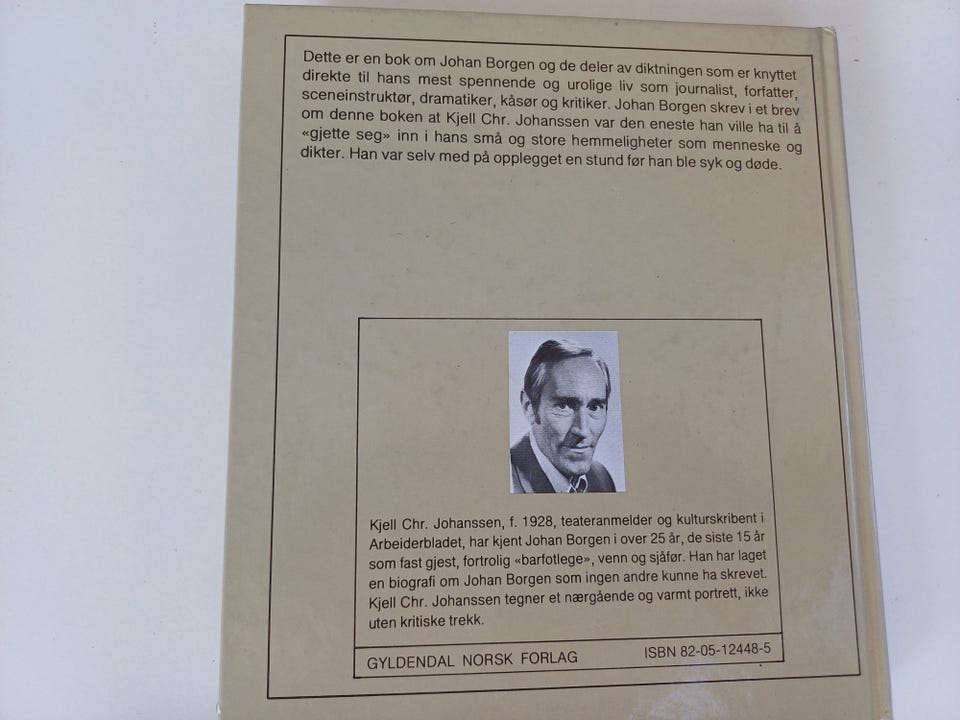 Dette er en bok om Johan Borgen og de deler av diktningen som er knyttet
direkte til hans mest spennende og urolige liv som journalist, forfatter,
sceneinstruktør, dramatiker, kåsør og kritiker. Johan Borgen skrev i et brev
om denne boken at Kjell Chr. Johanssen var den eneste han ville ha til å
«gjette seg» inn i hans små og store hemmeligheter som menneske og
dikter. Han var selv med på opplegget en stund før han ble syk og døde.
Kjell Chr. Johanssen, f. 1928, teateranmelder og kulturskribent i
Arbeiderbladet, har kjent Johan Borgen i over 25 år, de siste 15 år
som fast gjest, fortrolig «barfotlege», venn og sjåfør. Han har laget
en biografi om Johan Borgen som ingen andre kunne ha skrevet.
Kjell Chr. Johanssen tegner et nærgående og varmt portrett, ikke
uten kritiske trekk.
GYLDENDAL NORSK FORLAG ISBN 82-05-12448-5